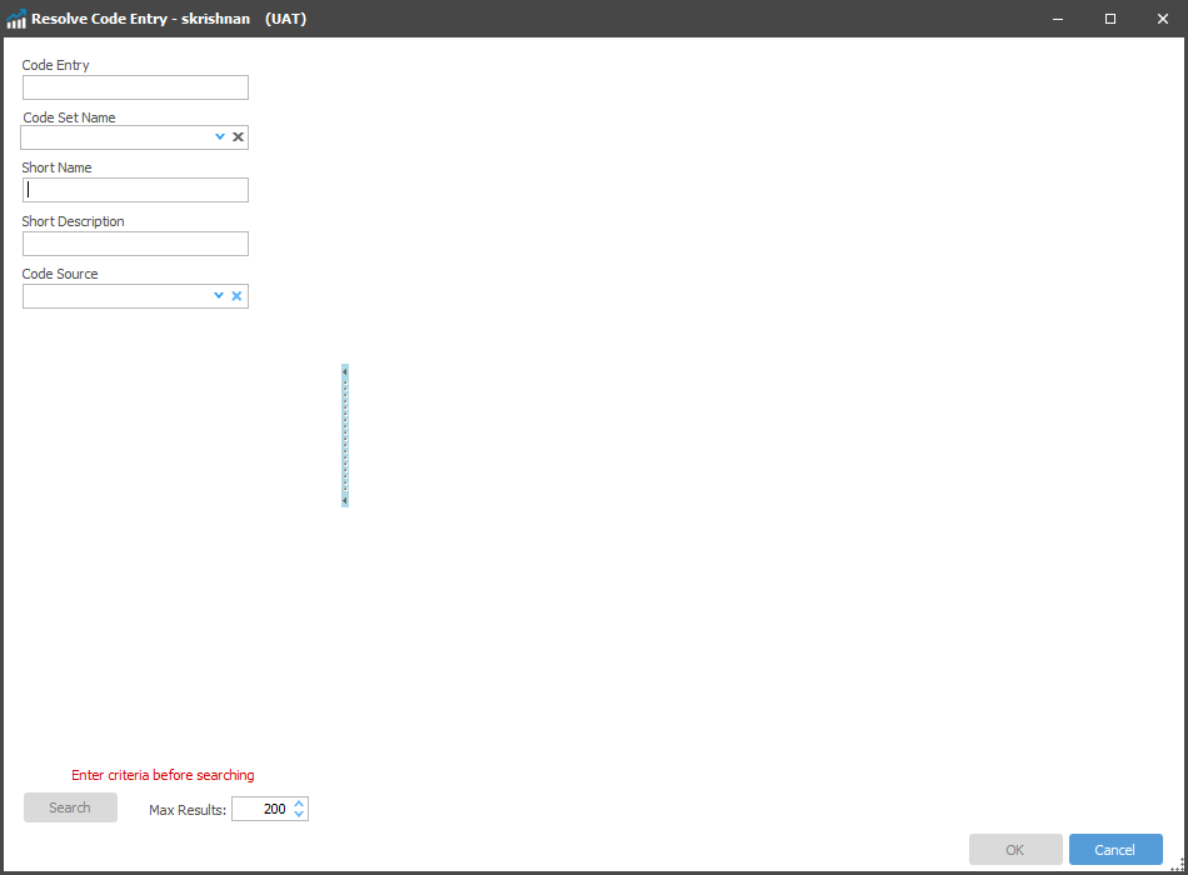 Resolve Code Entry - skrishnan (UAT)
Code Entry
Code Set Name
Short Name
Short Description
Code Source
Enter criteria before searching
Search Max Results: 200
OK Cancel